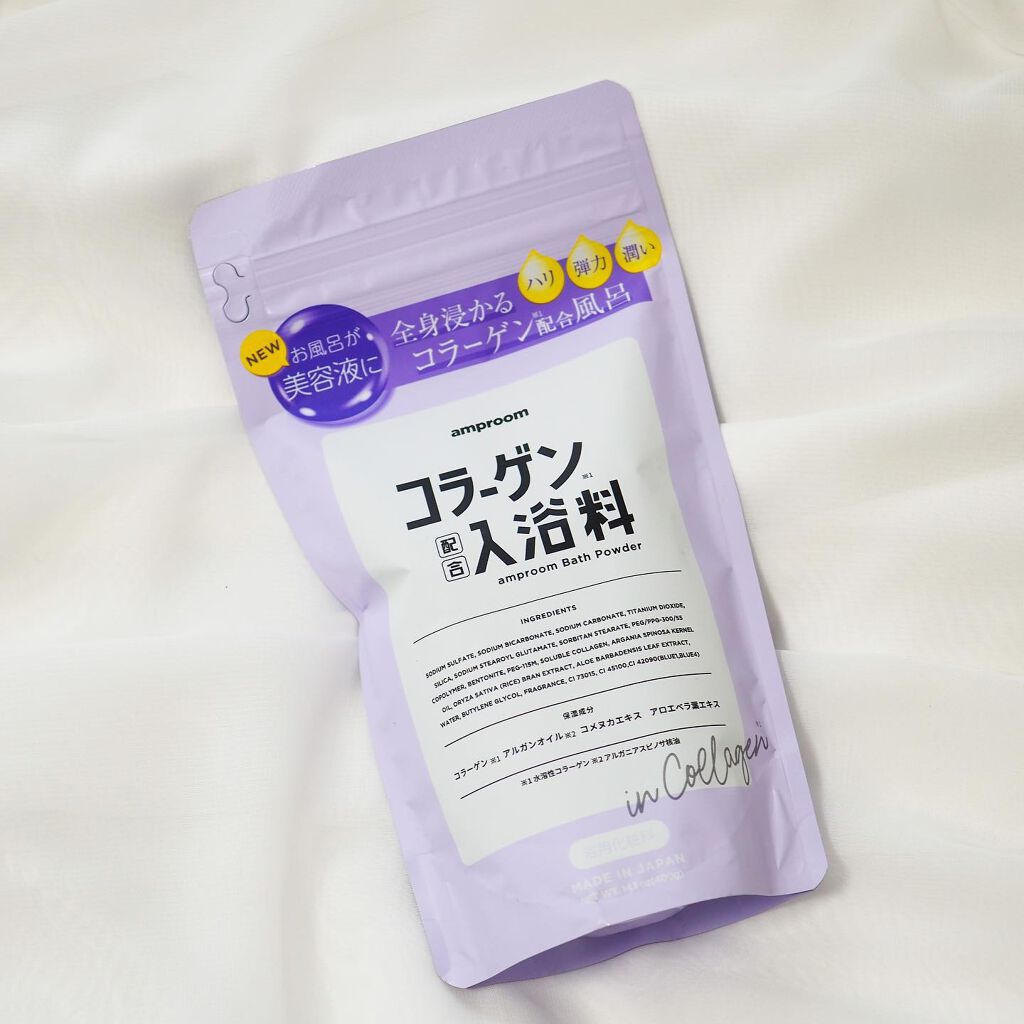 NEW
お風呂が
美容液に
全身浸かる
コラーゲン※1配合風呂
ハリ
弾力
潤い
amproom
コラーゲン※1
配合
入浴料
amproom Bath Powder
INGREDIENTS
SODIUM SULFATE, SODIUM BICARBONATE, SODIUM CARBONATE, TITANIUM DIOXIDE,
SILICA, SODIUM STEAROYL GLUTAMATE, SORBITAN STEARATE, PEG/PPG-300/55
COPOLYMER, BENTONITE, PEG-115M, SOLUBLE COLLAGEN, ARGANIA SPINOSA KERNEL
OIL, ORYZA SATIVA (RICE) BRAN EXTRACT, ALOE BARBADENSIS LEAF EXTRACT,
WATER, BUTYLENE GLYCOL, FRAGRANCE, CI 73015, CI 45100,CI 42090(BLUE1,BLUE4)
保湿成分
コラーゲン※1 アルガンオイル※2 コメヌカエキス アロエベラ葉エキス
※1 水溶性コラーゲン ※2 アルガニアスピノサ核油
in Collagen
浴用化粧料
MADE IN JAPAN